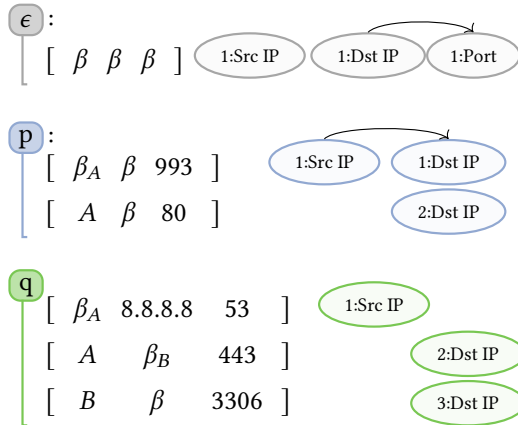 ϵ :
[ β β β ] 1:Src IP 1:Dst IP 1:Port
p :
[ β_A β 993 ] 1:Src IP 1:Dst IP
[ A β 80 ] 2:Dst IP
q
[ β_A 8.8.8.8 53 ] 1:Src IP
[ A β_B 443 ] 2:Dst IP
[ B β 3306 ] 3:Dst IP